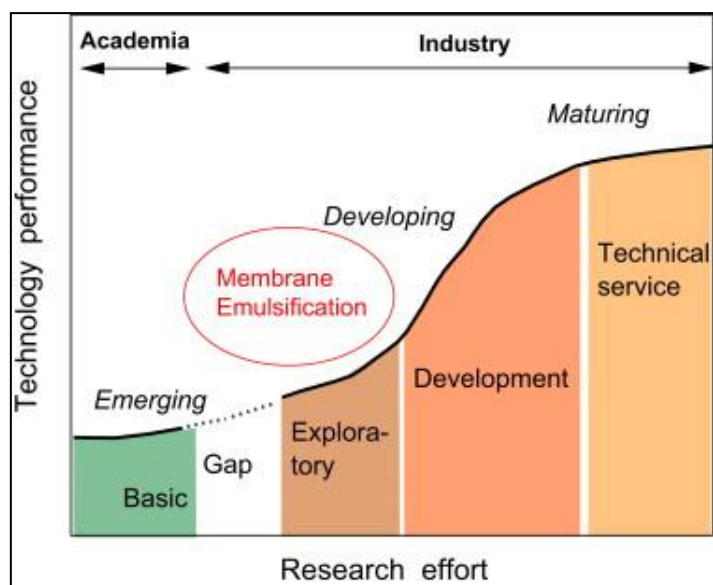 Academia
Industry
Maturing
Developing
Membrane
Emulsification
Technical
service
Development
Emerging
Explora-
tory
Gap
Basic
Technology performance
Research effort